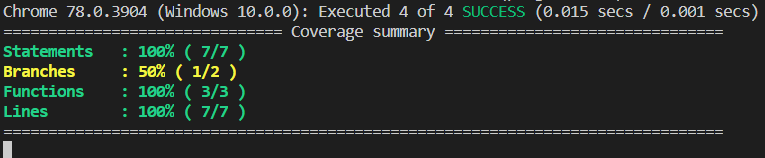 Chrome 78.0.3904 (Windows 10.0.0): Executed 4 of 4 SUCCESS (0.015 secs / 0.001 secs)
=============================== Coverage summary ===============================
Statements   : 100% ( 7/7 )
Branches     : 50% ( 1/2 )
Functions    : 100% ( 3/3 )
Lines        : 100% ( 7/7 )
================================================================================